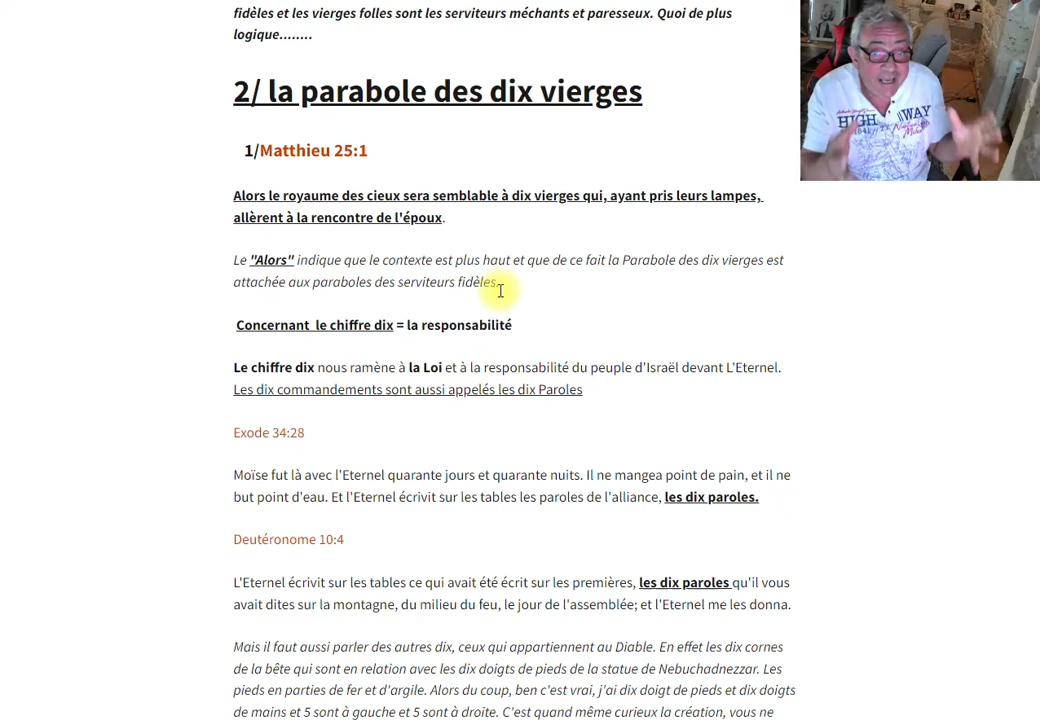 fidèles et les vierges folles sont les serviteurs méchants et paresseux. Quoi de plus
logique........
2/ la parabole des dix vierges
1/Matthieu 25:1
Alors le royaume des cieux sera semblable à dix vierges qui, ayant pris leurs lampes,
allèrent à la rencontre de l'époux.
Le "Alors" indique que le contexte est plus haut et que de ce fait la Parabole des dix vierges est
attachée aux paraboles des serviteurs fidèles.
Concernant le chiffre dix = la responsabilité
Le chiffre dix nous ramène à la Loi et à la responsabilité du peuple d'Israël devant L'Eternel.
Les dix commandements sont aussi appelés les dix Paroles
Exode 34:28
Moïse fut là avec l'Eternel quarante jours et quarante nuits. Il ne mangea point de pain, et il ne
but point d'eau. Et l'Eternel écrivit sur les tables les paroles de l'alliance, les dix paroles.
Deutéronome 10:4
L'Eternel écrivit sur les tables ce qui avait été écrit sur les premières, les dix paroles qu'il vous
avait dites sur la montagne, du milieu du feu, le jour de l'assemblée; et l'Eternel me les donna.
Mais il faut aussi parler des autres dix, ceux qui appartiennent au Diable. En effet les dix cornes
de la bête qui sont en relation avec les dix doigts de pieds de la statue de Nebuchadnezzar. Les
pieds en parties de fer et d'argile. Alors du coup, ben c'est vrai, j'ai dix doigt de pieds et dix doigts
de mains et 5 sont à gauche et 5 sont à droite. C'est quand même curieux la création, vous ne
HIGH WAY